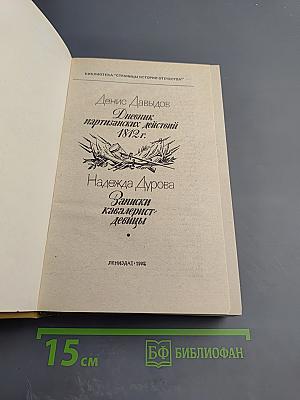 БИБЛИОТЕКА "СТРАНИЦЫ ИСТОРИИ ОТЕЧЕСТВА"
Денис Давыдов
Дневник
партизанских действий
1812 г.
Надежда Дурова
Записки
кавалерист-
девицы
ЛЕНИЗДАТ • 1985
15 см
БФ БИБЛИОФАН